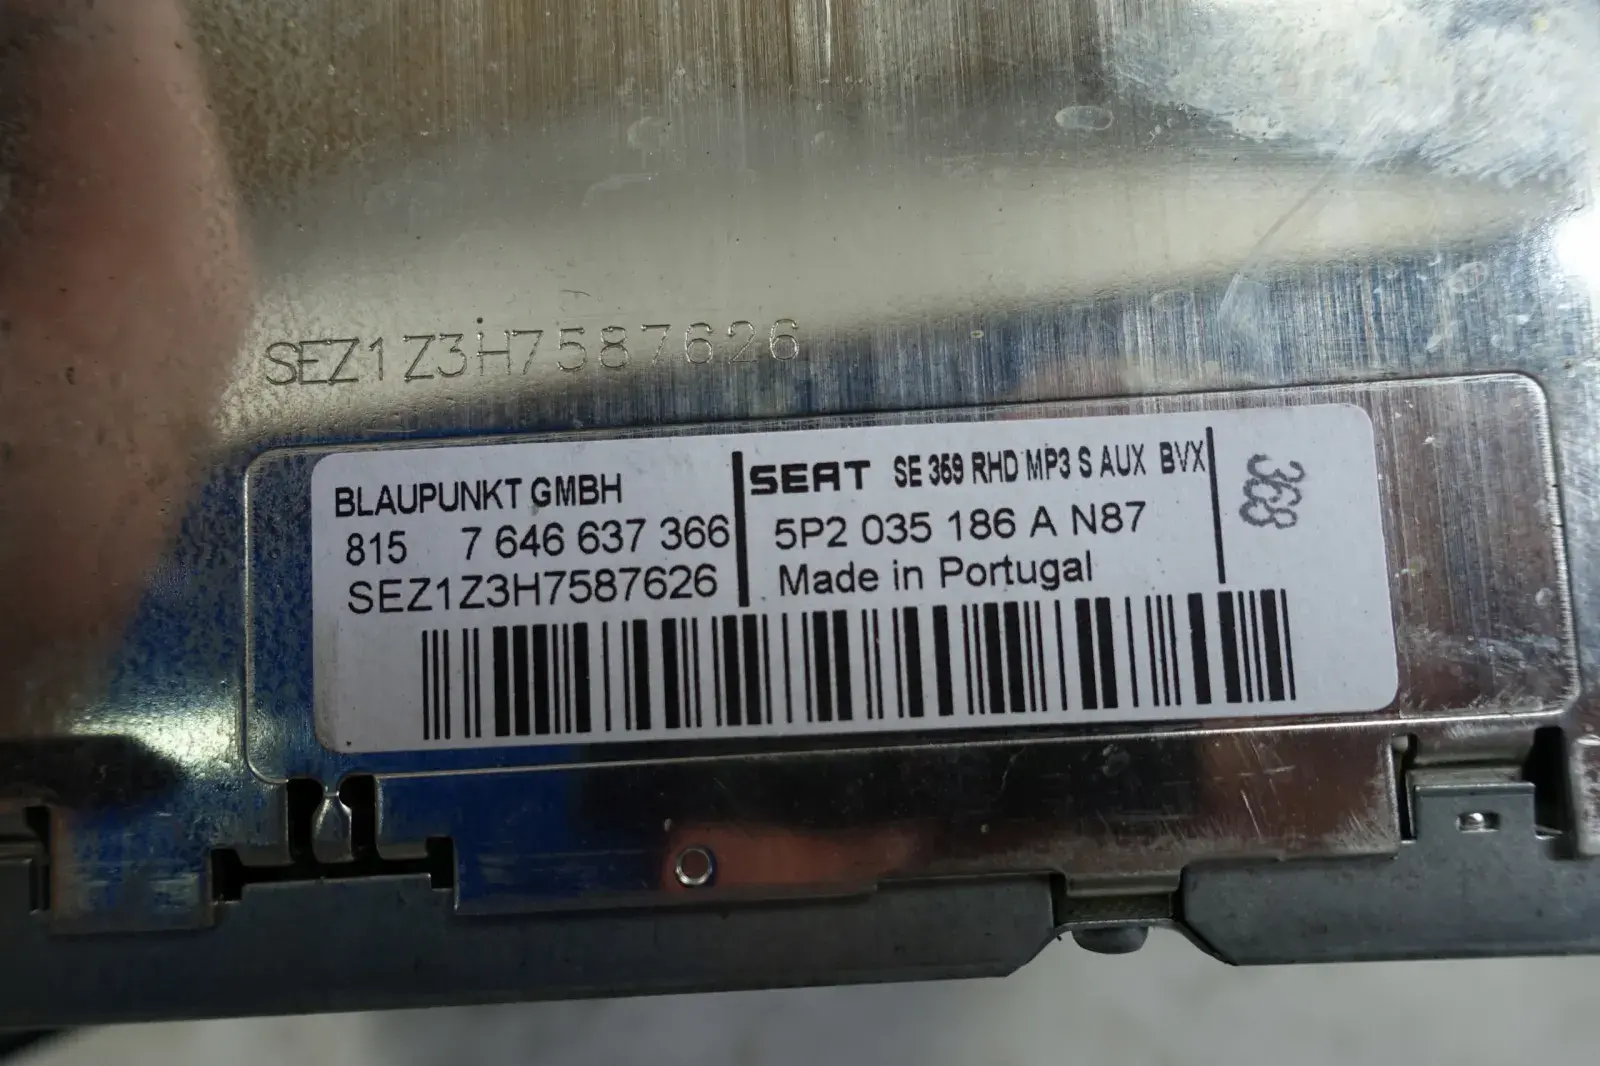 SEZ1Z3H7587626
BLAUPUNKT GMBH
815 7 646 637 366
SEZ1Z3H7587626
SEAT SE 359 RHD MP3 S AUX BVX
5P2 035 186 A N87
Made in Portugal
368